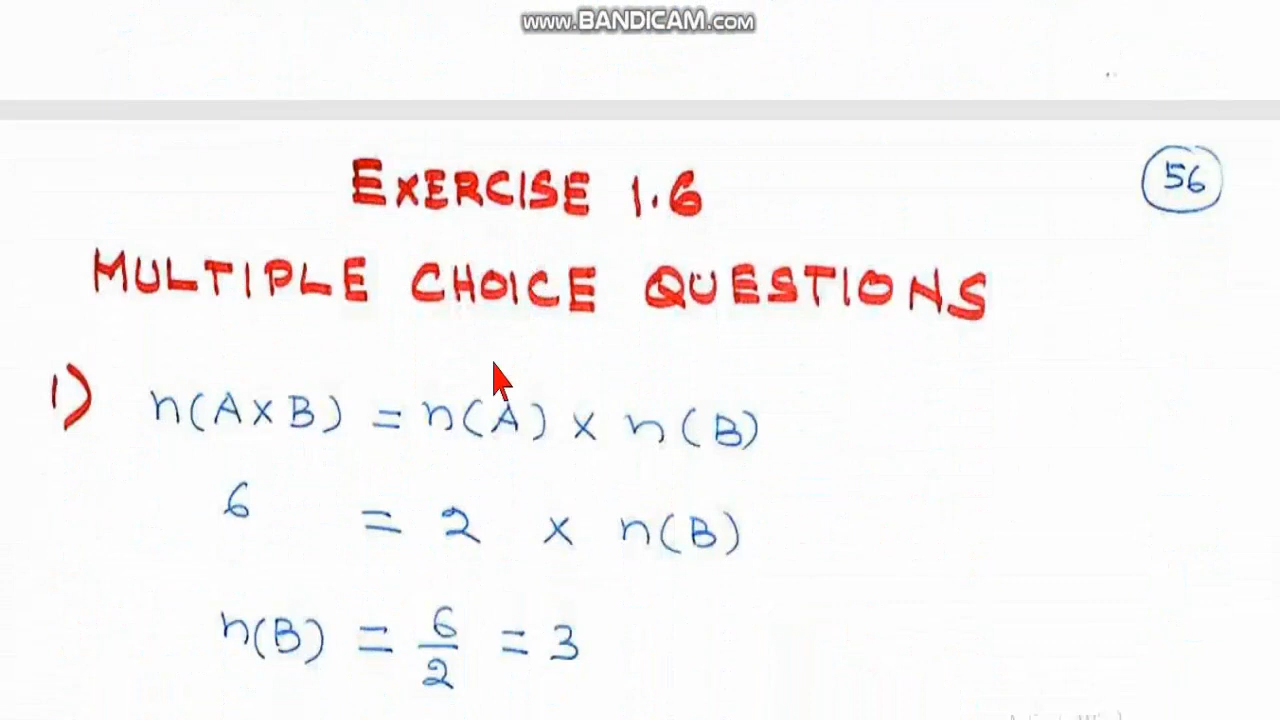 www.BANDICAM.com
56
EXERCISE 1.6
MULTIPLE CHOICE QUESTIONS
1) n(A×B) = n(A) × n(B)
6 = 2 × n(B)
n(B) = 6/2 = 3